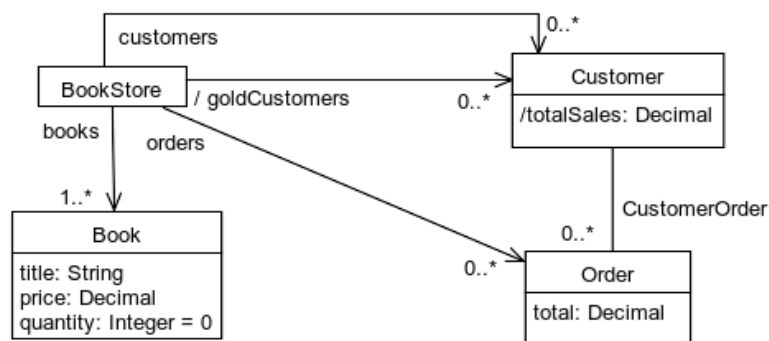 customers
0..*
BookStore
/ goldCustomers
0..*
Customer
/totalSales: Decimal
books
orders
1..*
CustomerOrder
0..*
0..*
Book
title: String
price: Decimal
quantity: Integer = 0
Order
total: Decimal